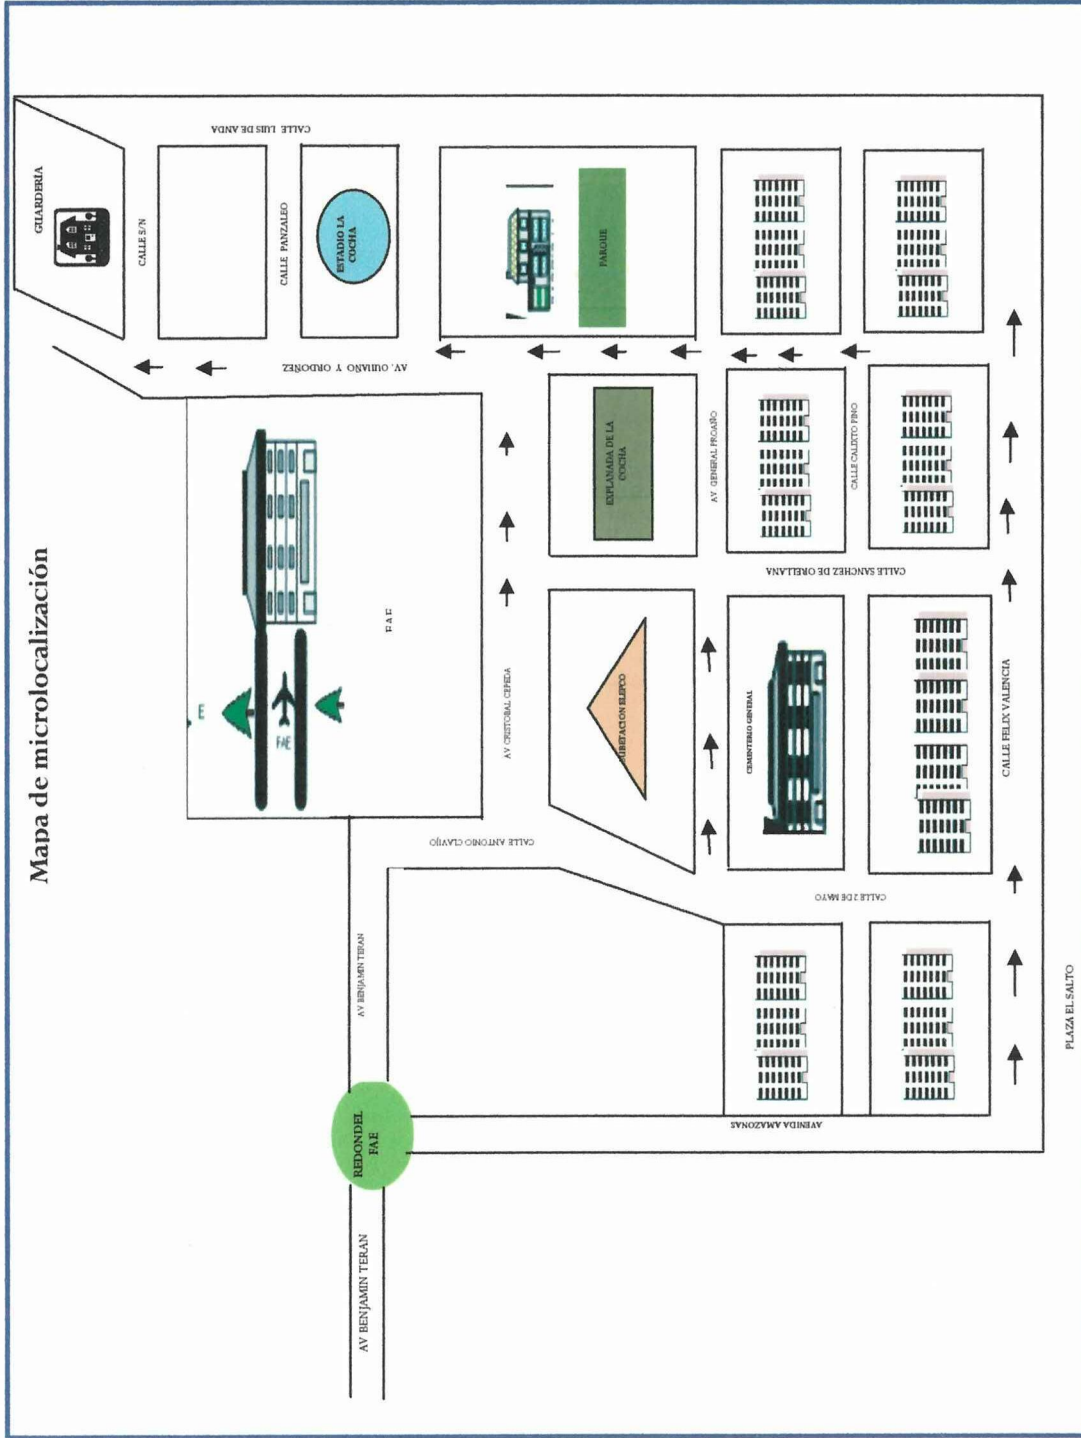 Mapa de microlocalización
GUARDERÍA
CALLE S/N
CALLE LUIS DE ANDA
CALLE PANZALEO
ESTADIO LA
COCHA
AV. QUIAÑO Y ORDOÑEZ
PARQUE
E
FAE
FAE
AV CRISTOBAL CEPEDA
EXPLANADA DE LA
COCHA
AV GENERAL PROAÑO
CALLE CALIXTO PINO
CALLE SANCHEZ DE ORELLANA
SUBETACION ELEPCO
CEMENTERIO GENERAL
CALLE FELIX VALENCIA
CALLE ANTONIO CLAVIJO
CALLE 2 DE MAYO
AV BENJAMIN TERAN
REDONDEL
FAE
AV BENJAMIN TERAN
AVENIDA AMAZONAS
PLAZA EL SALTO